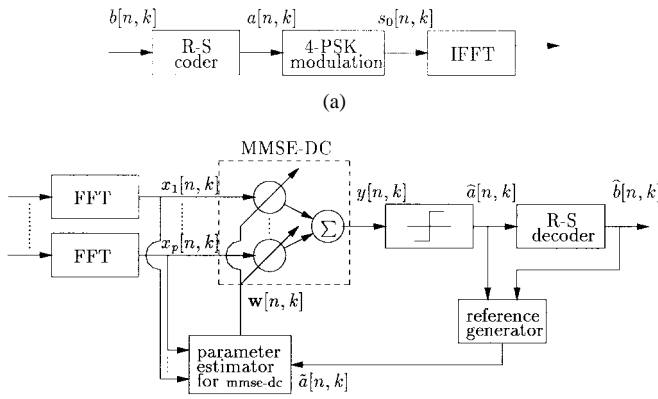 b[n, k]
a[n, k]
s₀[n, k]
R-S
coder
4-PSK
modulation
IFFT
(a)
MMSE-DC
FFT
x₁[n, k]
y[n, k]
â[n, k]
b̂[n, k]
Σ
R-S
decoder
FFT
xₚ[n, k]
w[n, k]
reference
generator
parameter
estimator
for mmse-dc
ã[n, k]